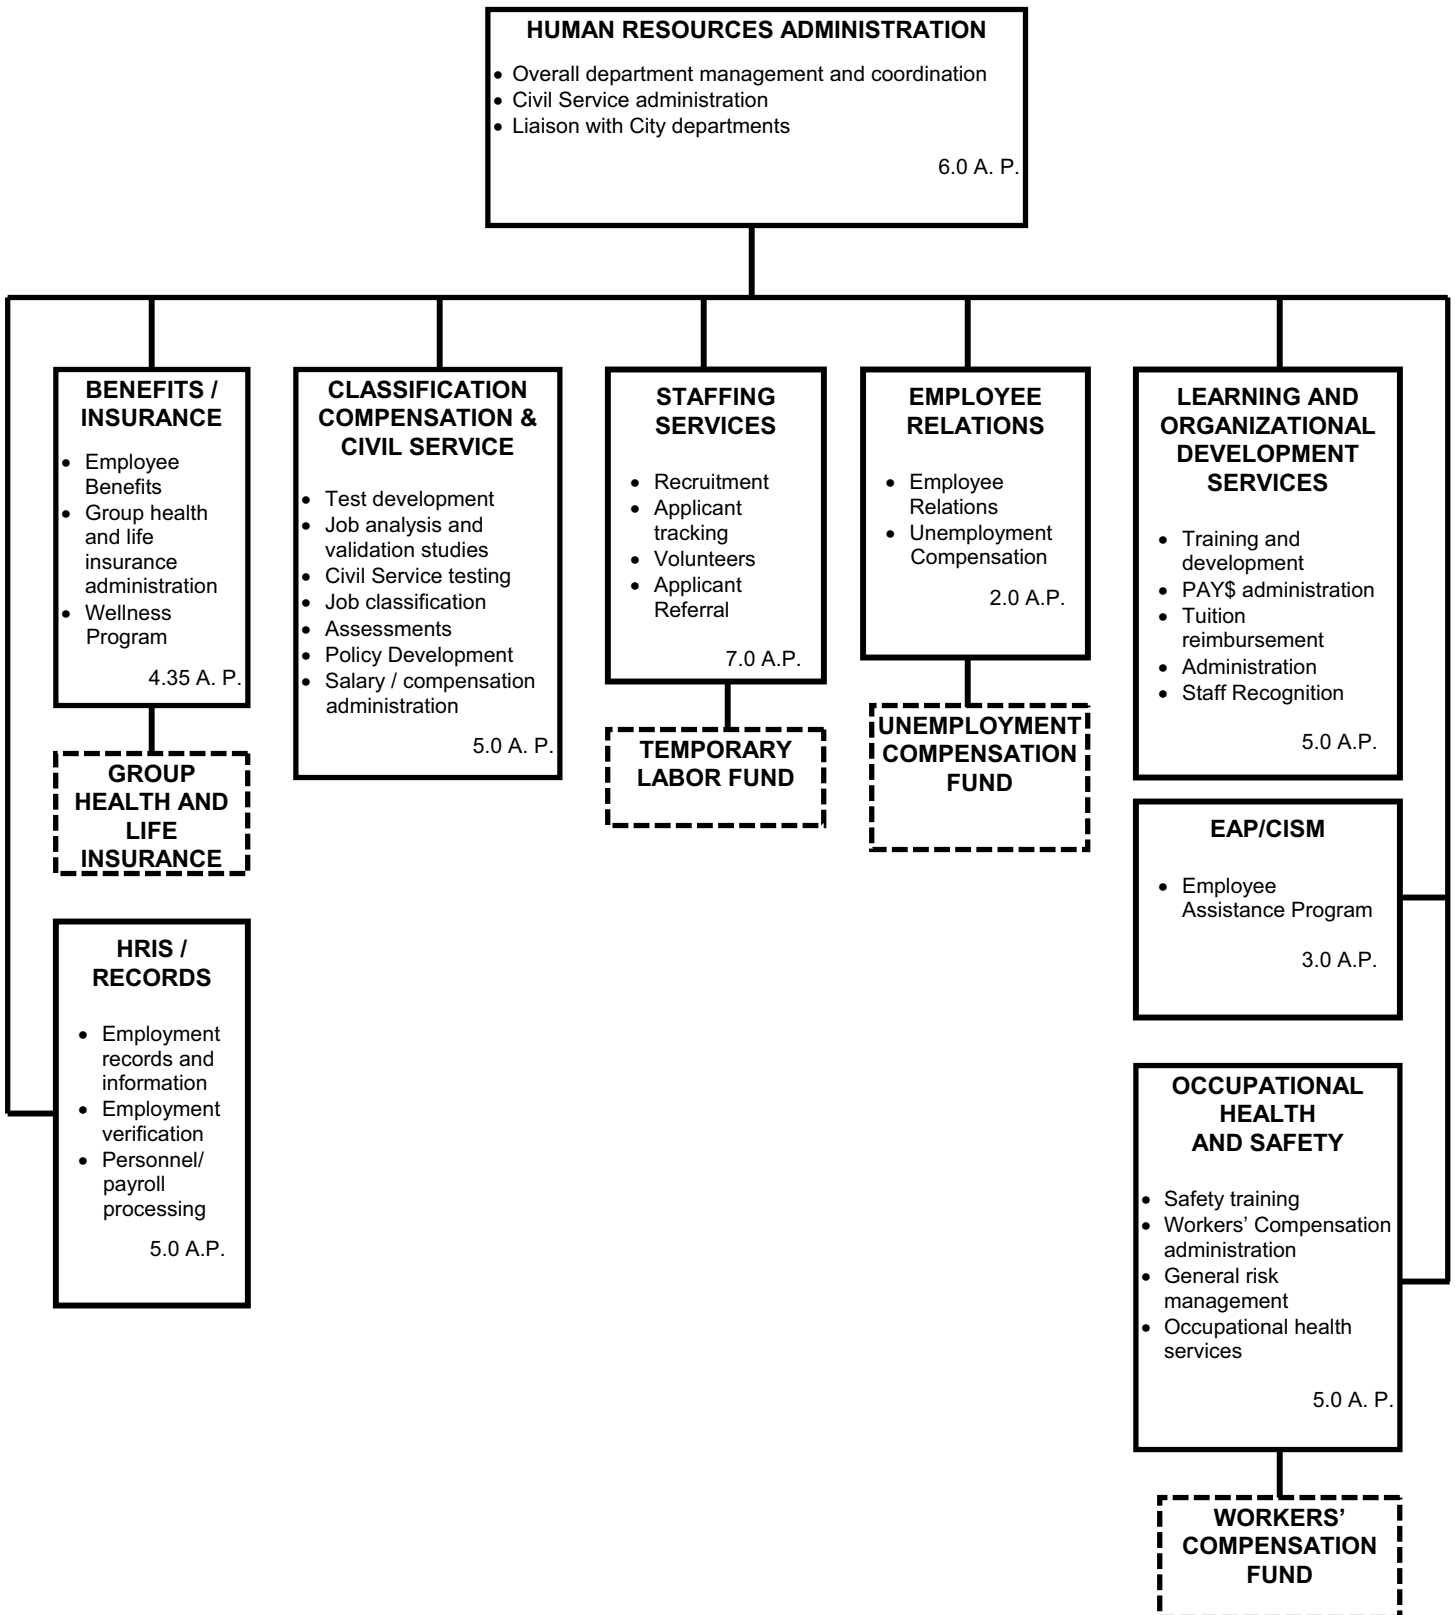 HUMAN RESOURCES ADMINISTRATION
• Overall department management and coordination
• Civil Service administration
• Liaison with City departments
6.0 A. P.
BENEFITS /
INSURANCE
• Employee
Benefits
• Group health
and life
insurance
administration
• Wellness
Program
4.35 A. P.
GROUP
HEALTH AND
LIFE
INSURANCE
HRIS /
RECORDS
• Employment
records and
information
• Employment
verification
• Personnel/
payroll
processing
5.0 A.P.
CLASSIFICATION
COMPENSATION &
CIVIL SERVICE
• Test development
• Job analysis and
validation studies
• Civil Service testing
• Job classification
• Assessments
• Policy Development
• Salary / compensation
administration
5.0 A. P.
STAFFING
SERVICES
• Recruitment
• Applicant
tracking
• Volunteers
• Applicant
Referral
7.0 A.P.
TEMPORARY
LABOR FUND
EMPLOYEE
RELATIONS
• Employee
Relations
• Unemployment
Compensation
2.0 A.P.
UNEMPLOYMENT
COMPENSATION
FUND
LEARNING AND
ORGANIZATIONAL
DEVELOPMENT
SERVICES
• Training and
development
• PAY$ administration
• Tuition
reimbursement
• Administration
• Staff Recognition
5.0 A.P.
EAP/CISM
• Employee
Assistance Program
3.0 A.P.
OCCUPATIONAL
HEALTH
AND SAFETY
• Safety training
• Workers’ Compensation
administration
• General risk
management
• Occupational health
services
5.0 A. P.
WORKERS’
COMPENSATION
FUND